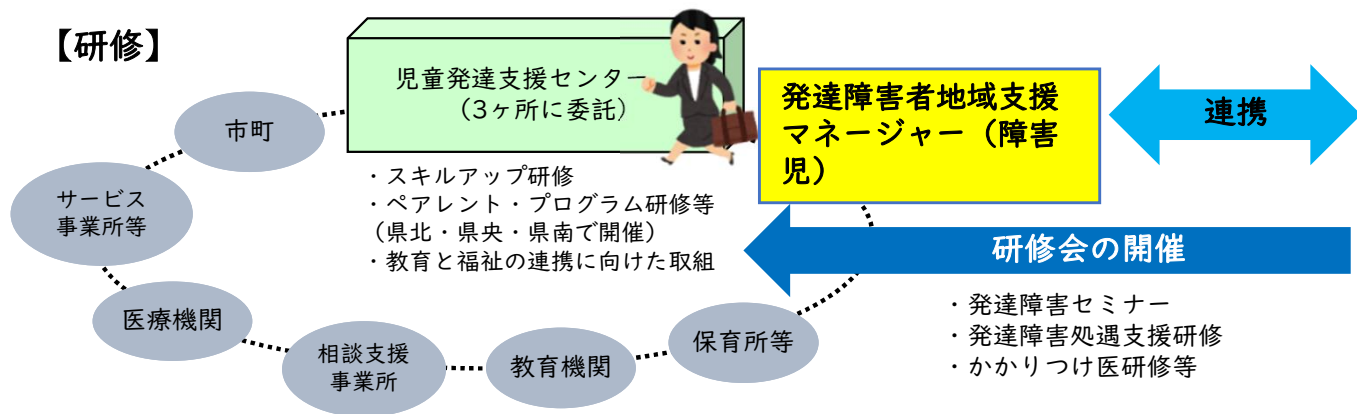 【研修】
児童発達支援センター
(3ヶ所に委託)
発達障害者地域支援
マネージャー（障害
児）
連携
市町
サービス
事業所等
医療機関
相談支援
事業所
教育機関
保育所等
・スキルアップ研修
・ペアレント・プログラム研修等
(県北・県央・県南で開催)
・教育と福祉の連携に向けた取組
研修会の開催
・発達障害セミナー
・発達障害処遇支援研修
・かかりつけ医研修等